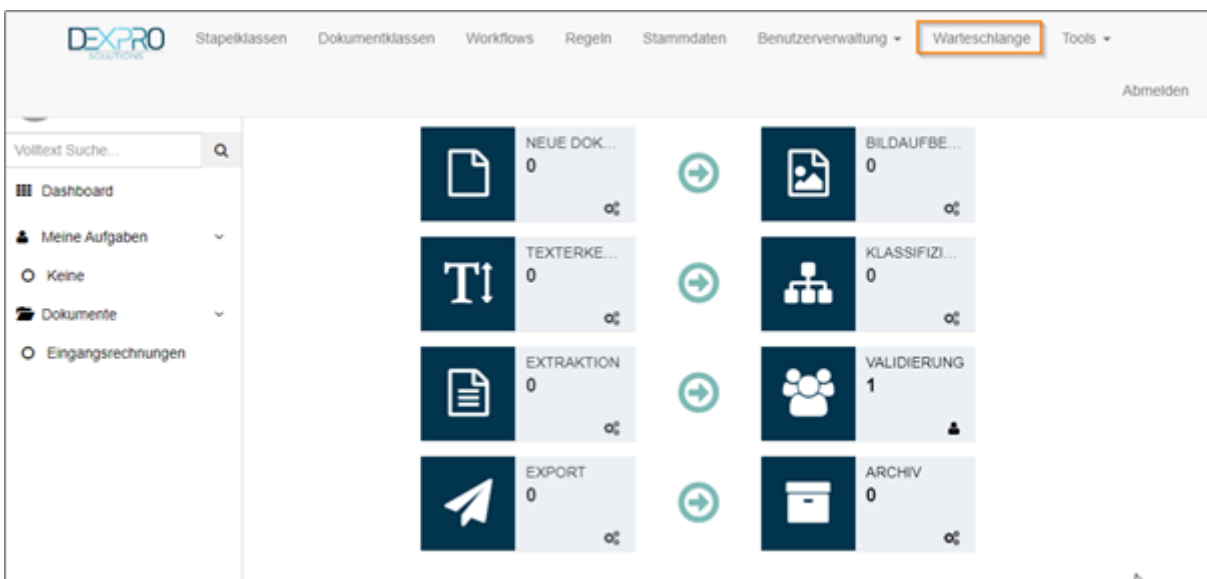 DEXPRO
SOLUTIONS
Stapelklassen Dokumentklassen Workflows Regeln Stammdaten Benutzerverwaltung Warteschlange Tools
Abmelden
Volltext Suche...
Dashboard
Meine Aufgaben
Keine
Dokumente
Eingangsrechnungen
NEUE DOK...
0
BILDAUFBE...
0
TEXTERKE...
0
KLASSIFIZI...
0
EXTRAKTION
0
VALIDIERUNG
1
EXPORT
0
ARCHIV
0